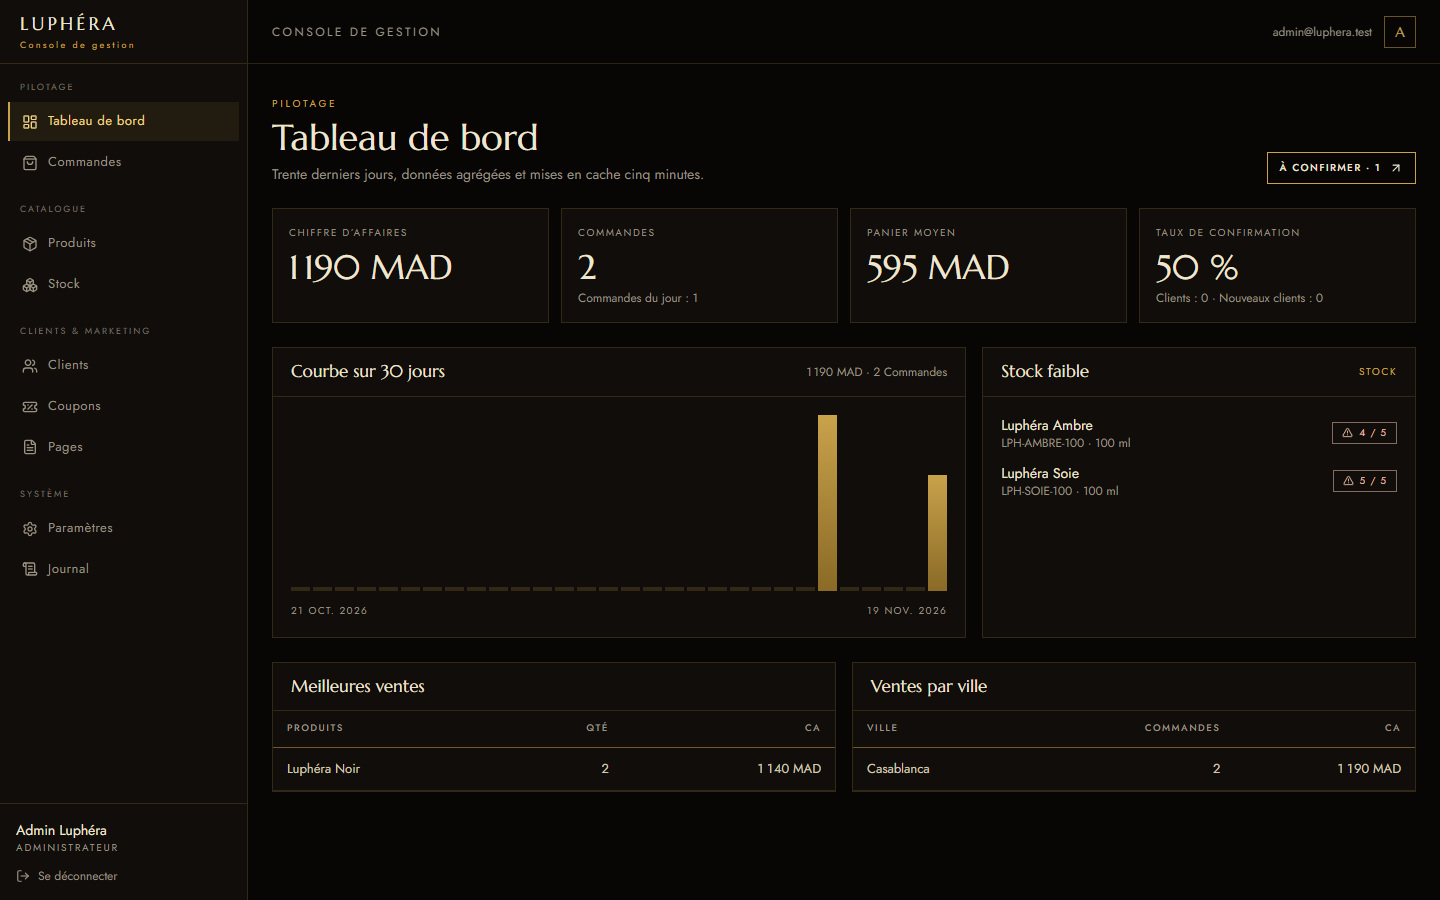 LUPHÉRA
Console de gestion
CONSOLE DE GESTION
admin@luphera.test
A
PILOTAGE
Tableau de bord
Commandes
CATALOGUE
Produits
Stock
CLIENTS & MARKETING
Clients
Coupons
Pages
SYSTÈME
Paramètres
Journal
Admin Luphéra
ADMINISTRATEUR
Se déconnecter
PILOTAGE
Tableau de bord
Trente derniers jours, données agrégées et mises en cache cinq minutes.
À CONFIRMER · 1
CHIFFRE D'AFFAIRES
1 190 MAD
COMMANDES
2
Commandes du jour : 1
PANIER MOYEN
595 MAD
TAUX DE CONFIRMATION
50 %
Clients : 0 · Nouveaux clients : 0
Courbe sur 30 jours
1 190 MAD · 2 Commandes
21 OCT. 2026
19 NOV. 2026
Stock faible
STOCK
Luphéra Ambre
LPH-AMBRE-100 · 100 ml
4 / 5
Luphéra Soie
LPH-SOIE-100 · 100 ml
5 / 5
Meilleures ventes
PRODUITS QTÉ CA
Luphéra Noir 2 1 140 MAD
Ventes par ville
VILLE COMMANDES CA
Casablanca 2 1 190 MAD